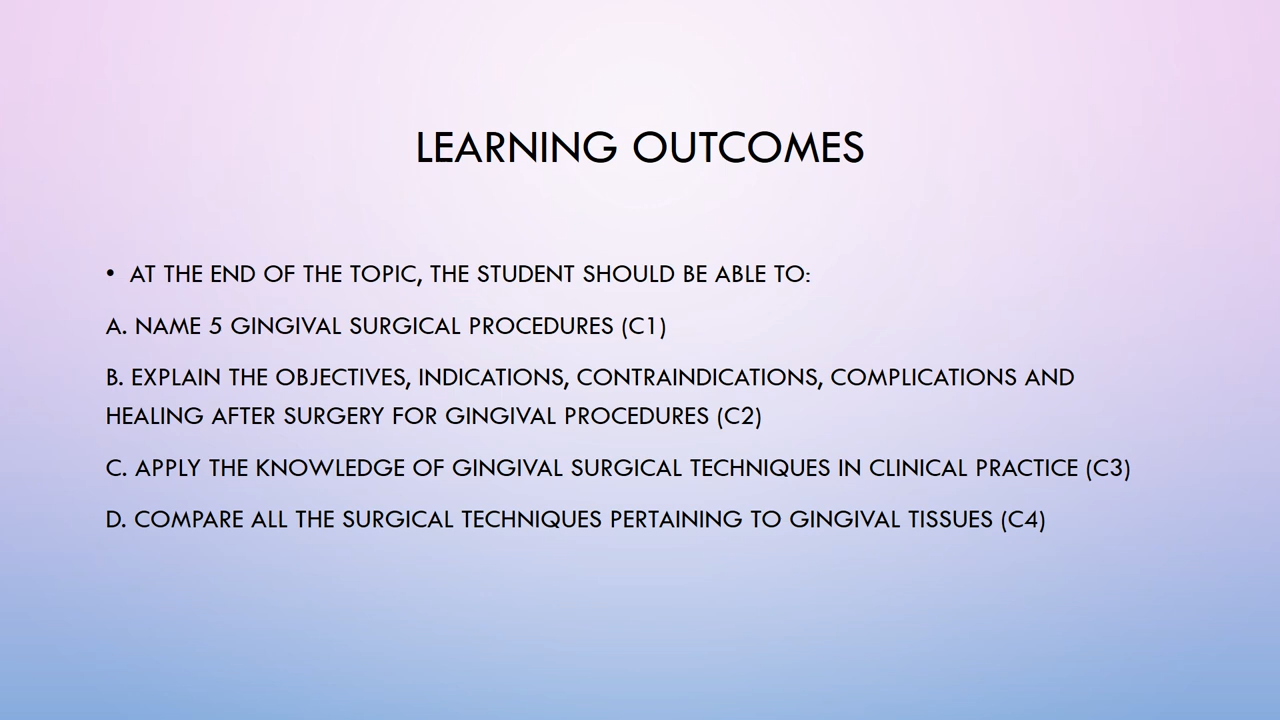 LEARNING OUTCOMES
• AT THE END OF THE TOPIC, THE STUDENT SHOULD BE ABLE TO:
A. NAME 5 GINGIVAL SURGICAL PROCEDURES (C1)
B. EXPLAIN THE OBJECTIVES, INDICATIONS, CONTRAINDICATIONS, COMPLICATIONS AND
HEALING AFTER SURGERY FOR GINGIVAL PROCEDURES (C2)
C. APPLY THE KNOWLEDGE OF GINGIVAL SURGICAL TECHNIQUES IN CLINICAL PRACTICE (C3)
D. COMPARE ALL THE SURGICAL TECHNIQUES PERTAINING TO GINGIVAL TISSUES (C4)